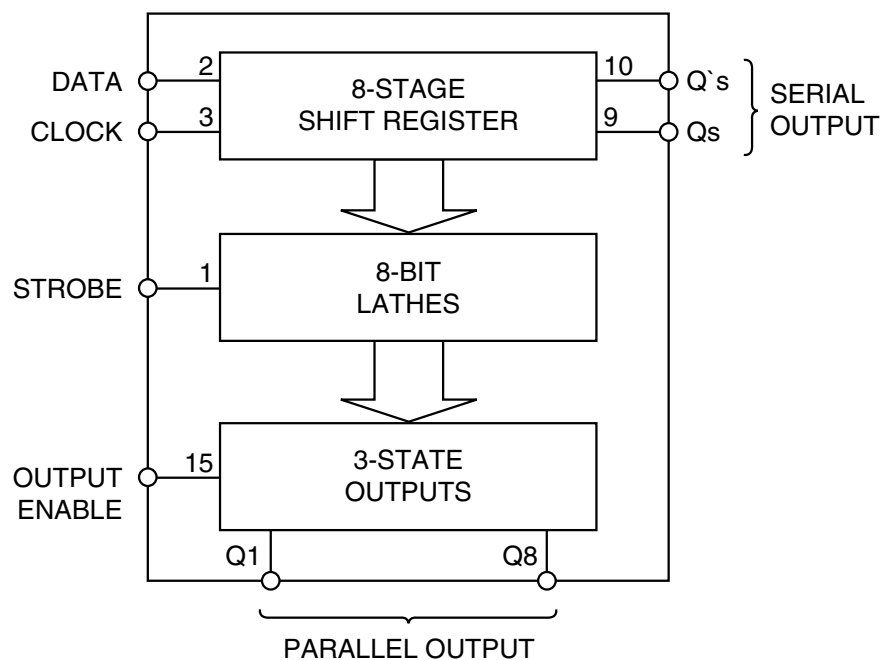 DATA
2
8-STAGE
SHIFT REGISTER
10
Q`s
SERIAL
OUTPUT
CLOCK
3
9
Qs
STROBE
1
8-BIT
LATHES
OUTPUT
ENABLE
15
3-STATE
OUTPUTS
Q1
Q8
PARALLEL OUTPUT